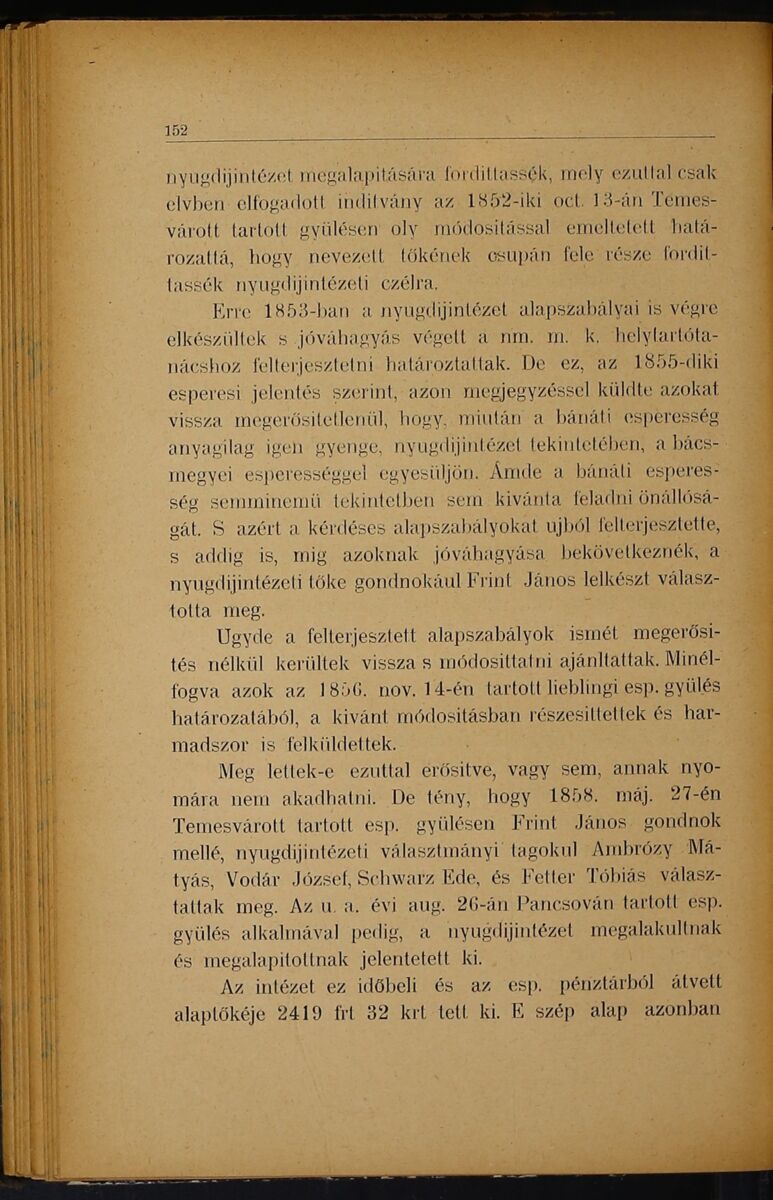 152
nyugdijintézet megalapitására fordittassék, mely ezuttal csak
elvben elfogadott inditvány az 1852-iki oct. 13-án Temes-
várott tartott gyülésen oly módositással emeltetett hatá-
rozattá, hogy nevezett tőkének csupán fele része fordit-
tassék nyugdijintézeti czélra.
Erre 1853-ban a nyugdijintézet alapszabályai is végre
elkészültek s jóváhagyás végett a nm. m. k. helytartóta-
nácshoz felterjesztetni határoztattak. De ez, az 1855-diki
esperesi jelentés szerint, azon megjegyzéssel küldte azokat
vissza megerősitetlenül, hogy, miután a bánáti esperesség
anyagilag igen gyenge, nyugdijintézet tekintetében, a bács-
megyei esperességgel egyesüljön. Ámde a bánáti esperes-
ség semminemü tekintetben sem kivánta feladni önállósá-
gát. S azért a kérdéses alapszabályokat ujból felterjesztette,
s addig is, mig azoknak jóváhagyása bekövetkeznék, a
nyugdijintézeti tőke gondnokául Frint János lelkészt válasz-
totta meg.
Ugyde a felterjesztett alapszabályok ismét megerősi-
tés nélkül kerültek vissza s módosittatni ajánltattak. Minél-
fogva azok az 1856. nov. 14-én tartott lieblingi esp. gyülés
határozatából, a kivánt módositásban részesittettek és har-
madszor is felküldettek.
Meg lettek-e ezuttal erősitve, vagy sem, annak nyo-
mára nem akadhatni. De tény, hogy 1858. máj. 27-én
Temesvárott tartott esp. gyülésen Frint János gondnok
mellé, nyugdijintézeti választmányi tagokul Ambrózy Má-
tyás, Vodár József, Schwarz Ede, és Fetter Tóbiás válasz-
tattak meg. Az u. a. évi aug. 26-án Pancsován tartott esp.
gyülés alkalmával pedig, a nyugdijintézet megalakultnak
és megalapitottnak jelentetett ki.
Az intézet ez időbeli és az esp. pénztárból átvett
alaptőkéje 2419 frt 32 krt tett ki. E szép alap azonban